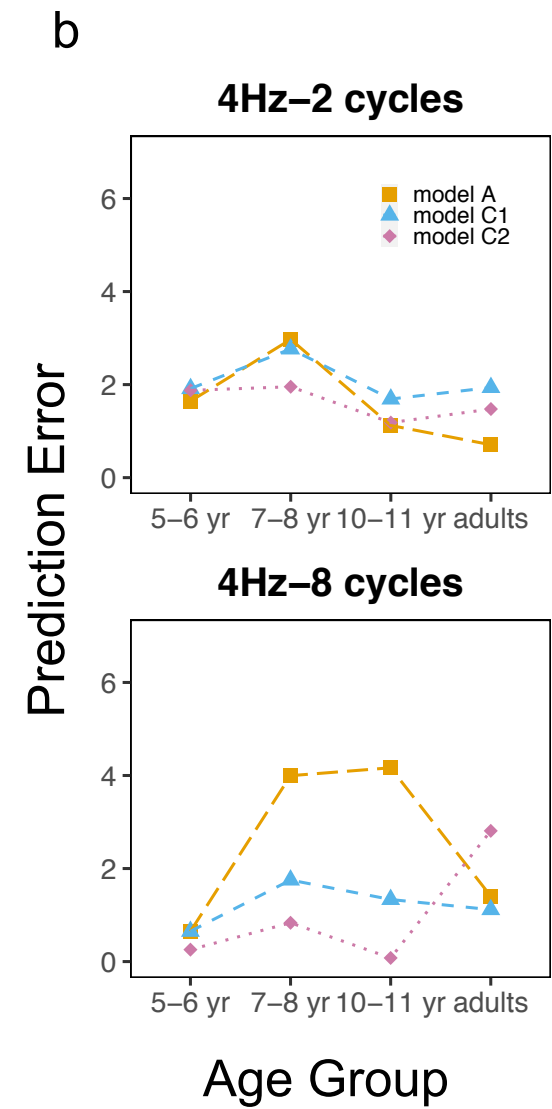 b
4Hz–2 cycles
6
4
2
0
model A
model C1
model C2
5–6 yr 7–8 yr 10–11 yr adults
Prediction Error
4Hz–8 cycles
6
4
2
0
5–6 yr 7–8 yr 10–11 yr adults
Age Group